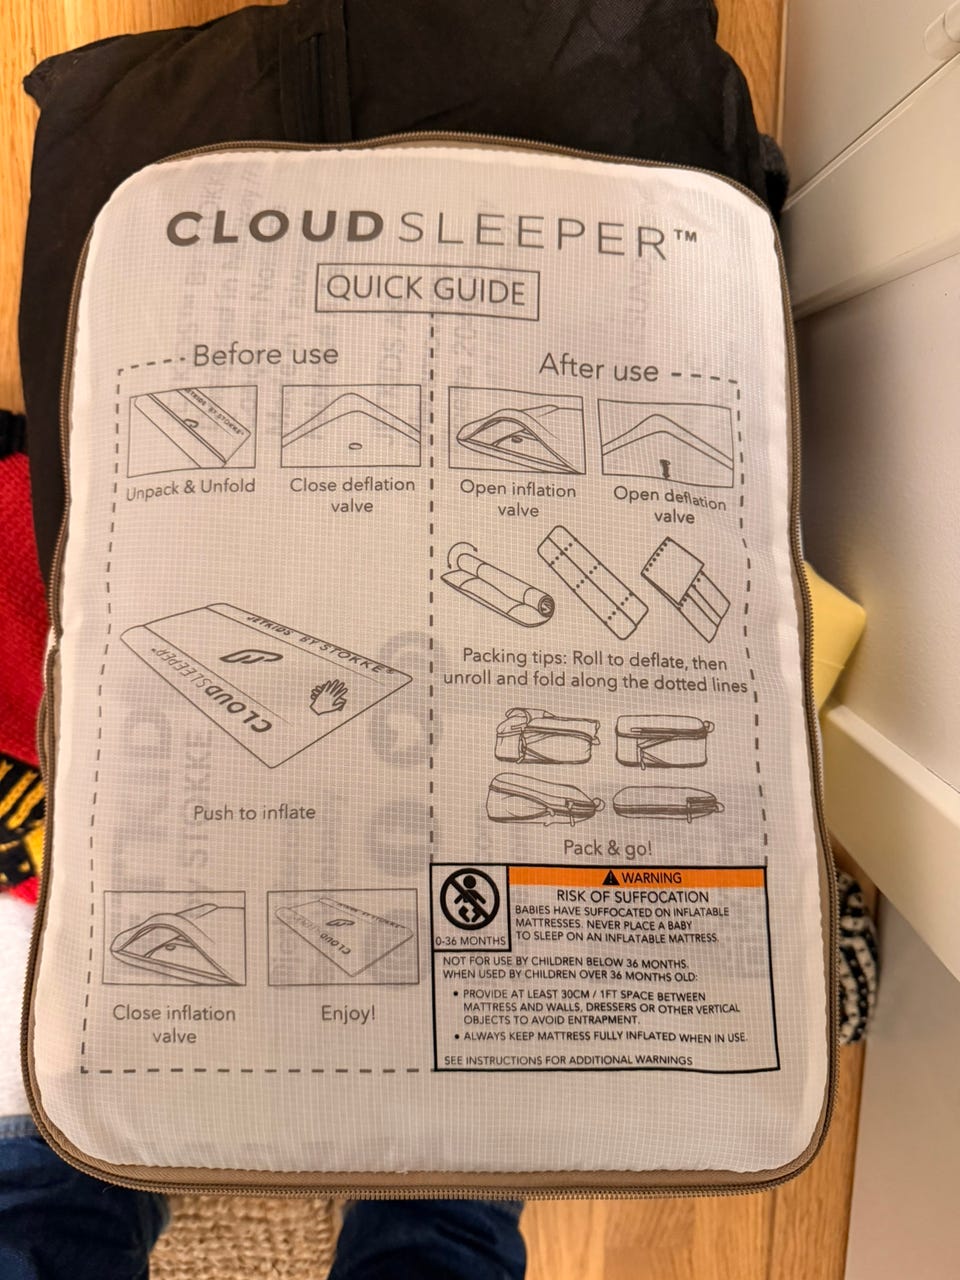 CLOUDSLEEPER™
QUICK GUIDE
Before use
JETKIDS BY STOKKE®
Unpack & Unfold
Close deflation
valve
JETKIDS BY STOKKE®
CLOUDSLEEPER™
Push to inflate
Close inflation
valve
CLOUDSLEEPER
Enjoy!
After use
Open inflation
valve
Open deflation
valve
Packing tips: Roll to deflate, then
unroll and fold along the dotted lines
Pack & go!
0-36 MONTHS
WARNING
RISK OF SUFFOCATION
BABIES HAVE SUFFOCATED ON INFLATABLE
MATTRESSES. NEVER PLACE A BABY
TO SLEEP ON AN INFLATABLE MATTRESS.
NOT FOR USE BY CHILDREN BELOW 36 MONTHS.
WHEN USED BY CHILDREN OVER 36 MONTHS OLD:
• PROVIDE AT LEAST 30CM / 1FT SPACE BETWEEN
MATTRESS AND WALLS, DRESSERS OR OTHER VERTICAL
OBJECTS TO AVOID ENTRAPMENT.
• ALWAYS KEEP MATTRESS FULLY INFLATED WHEN IN USE.
SEE INSTRUCTIONS FOR ADDITIONAL WARNINGS